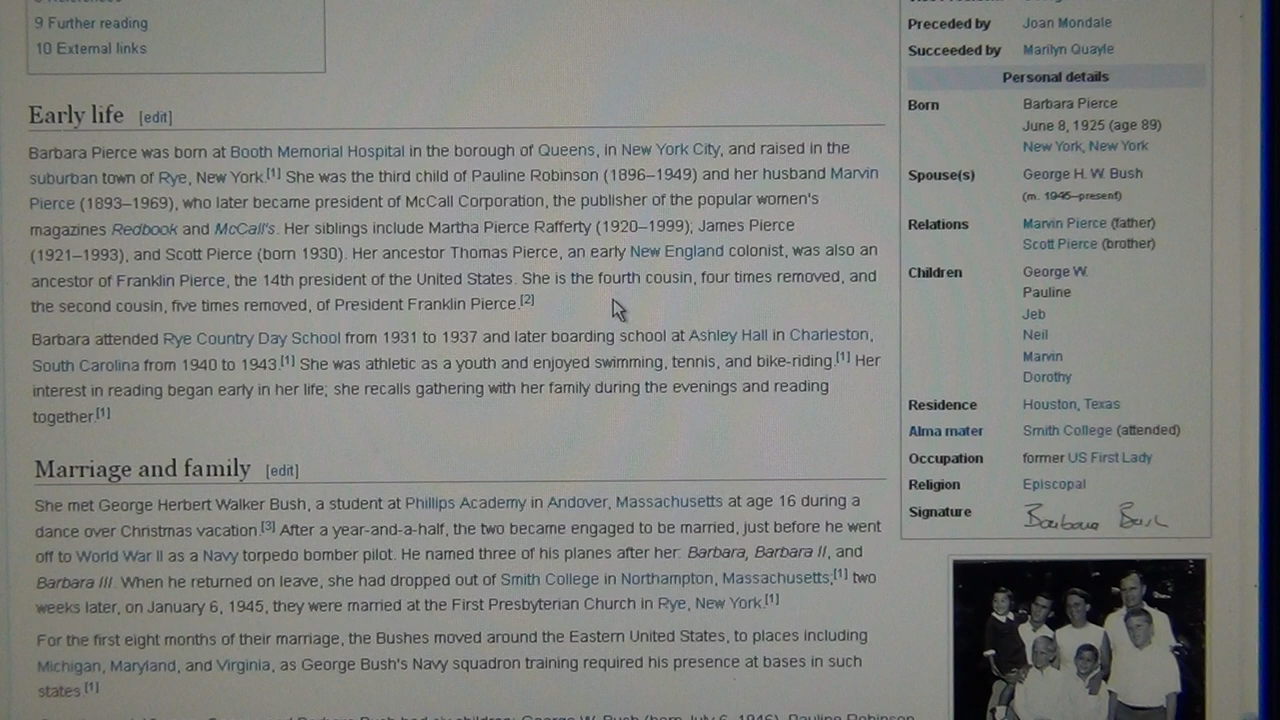 9 Further reading
10 External links
Early life [edit]
Barbara Pierce was born at Booth Memorial Hospital in the borough of Queens, in New York City, and raised in the
suburban town of Rye, New York.[1] She was the third child of Pauline Robinson (1896–1949) and her husband Marvin
Pierce (1893–1969), who later became president of McCall Corporation, the publisher of the popular women's
magazines Redbook and McCall's. Her siblings include Martha Pierce Rafferty (1920–1999); James Pierce
(1921–1993), and Scott Pierce (born 1930). Her ancestor Thomas Pierce, an early New England colonist, was also an
ancestor of Franklin Pierce, the 14th president of the United States. She is the fourth cousin, four times removed, and
the second cousin, five times removed, of President Franklin Pierce.[2]
Barbara attended Rye Country Day School from 1931 to 1937 and later boarding school at Ashley Hall in Charleston,
South Carolina from 1940 to 1943.[1] She was athletic as a youth and enjoyed swimming, tennis, and bike-riding.[1] Her
interest in reading began early in her life; she recalls gathering with her family during the evenings and reading
together.[1]
Marriage and family [edit]
She met George Herbert Walker Bush, a student at Phillips Academy in Andover, Massachusetts at age 16 during a
dance over Christmas vacation.[3] After a year-and-a-half, the two became engaged to be married, just before he went
off to World War II as a Navy torpedo bomber pilot. He named three of his planes after her: Barbara, Barbara II, and
Barbara III. When he returned on leave, she had dropped out of Smith College in Northampton, Massachusetts;[1] two
weeks later, on January 6, 1945, they were married at the First Presbyterian Church in Rye, New York.[1]
For the first eight months of their marriage, the Bushes moved around the Eastern United States, to places including
Michigan, Maryland, and Virginia, as George Bush's Navy squadron training required his presence at bases in such
states.[1]
Preceded by Joan Mondale
Succeeded by Marilyn Quayle
Personal details
Born Barbara Pierce
June 8, 1925 (age 89)
New York, New York
Spouse(s) George H. W. Bush
(m. 1945–present)
Relations Marvin Pierce (father)
Scott Pierce (brother)
Children George W.
Pauline
Jeb
Neil
Marvin
Dorothy
Residence Houston, Texas
Alma mater Smith College (attended)
Occupation former US First Lady
Religion Episcopal
Signature Barbara Bush